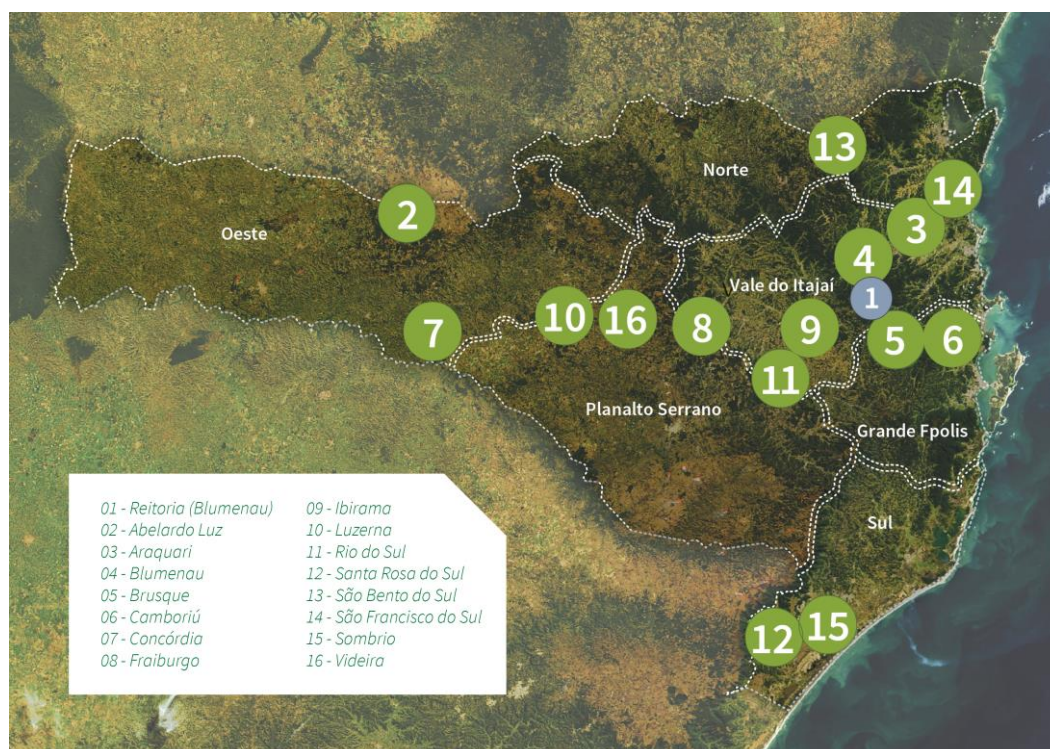 13
Norte
14
2
3
Oeste
4
Vale do Itajaí
1
10
16
8
9
7
5
6
11
Planalto Serrano
Grande Fpolis
Sul
12
15
01 - Reitoria (Blumenau)
02 - Abelardo Luz
03 - Araquari
04 - Blumenau
05 - Brusque
06 - Camboriú
07 - Concórdia
08 - Fraiburgo
09 - Ibirama
10 - Luzerna
11 - Rio do Sul
12 - Santa Rosa do Sul
13 - São Bento do Sul
14 - São Francisco do Sul
15 - Sombrio
16 - Videira